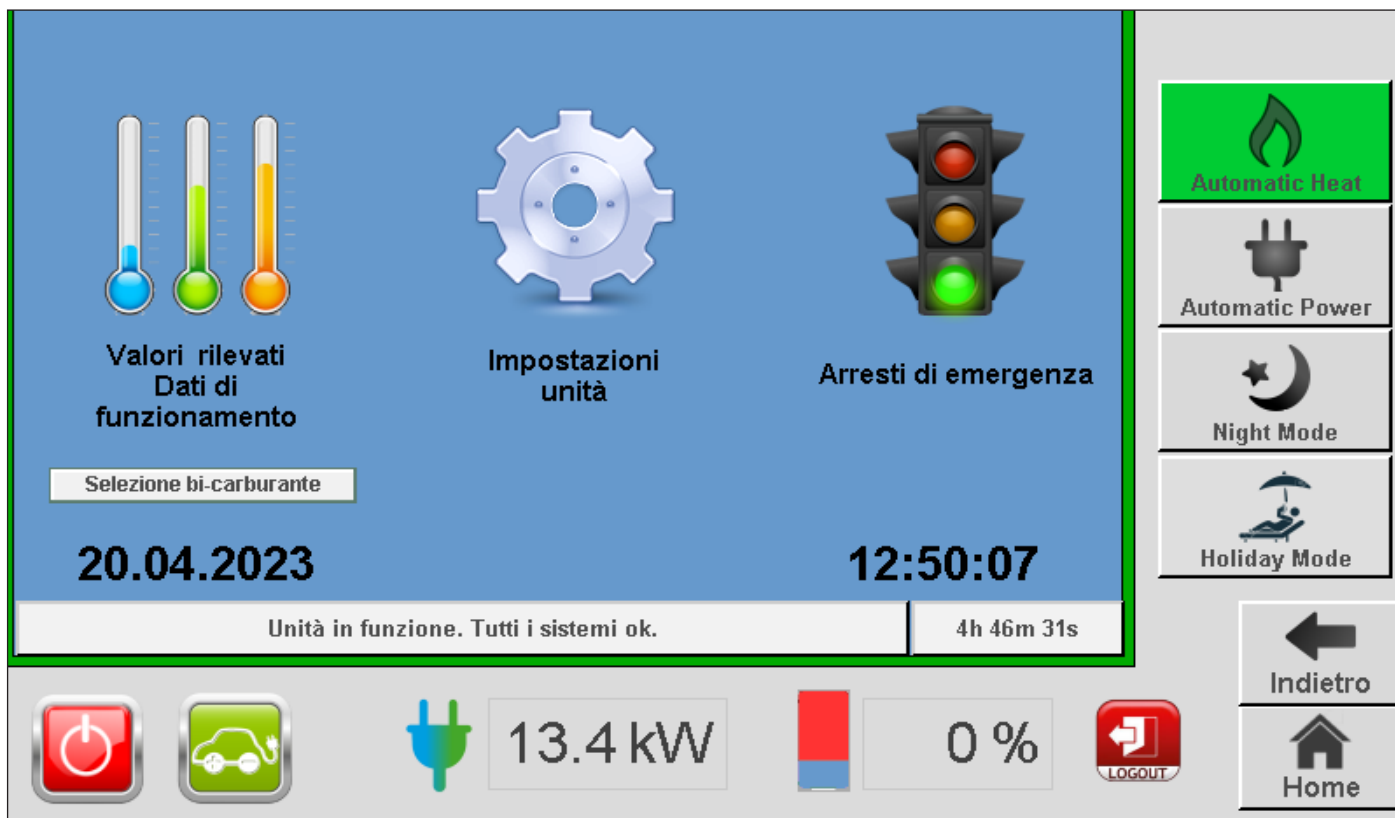 Valori rilevati
Dati di
funzionamento
Impostazioni
unità
Arresti di emergenza
Selezione bi-carburante
20.04.2023
12:50:07
Unità in funzione. Tutti i sistemi ok.
4h 46m 31s
Automatic Heat
Automatic Power
Night Mode
Holiday Mode
Indietro
Home
13.4 kW
0 %
LOGOUT